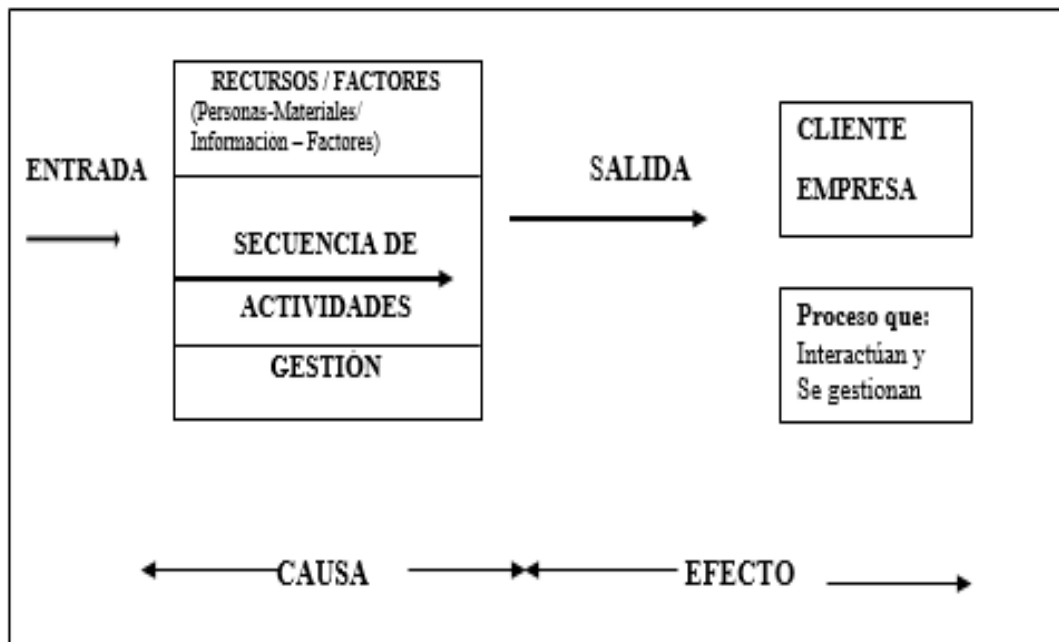 RECURSOS / FACTORES
(Personas-Materiales/
Información – Factores)
ENTRADA
SECUENCIA DE
ACTIVIDADES
GESTIÓN
SALIDA
CLIENTE
EMPRESA
Proceso que:
Interactúan y
Se gestionan
CAUSA
EFECTO